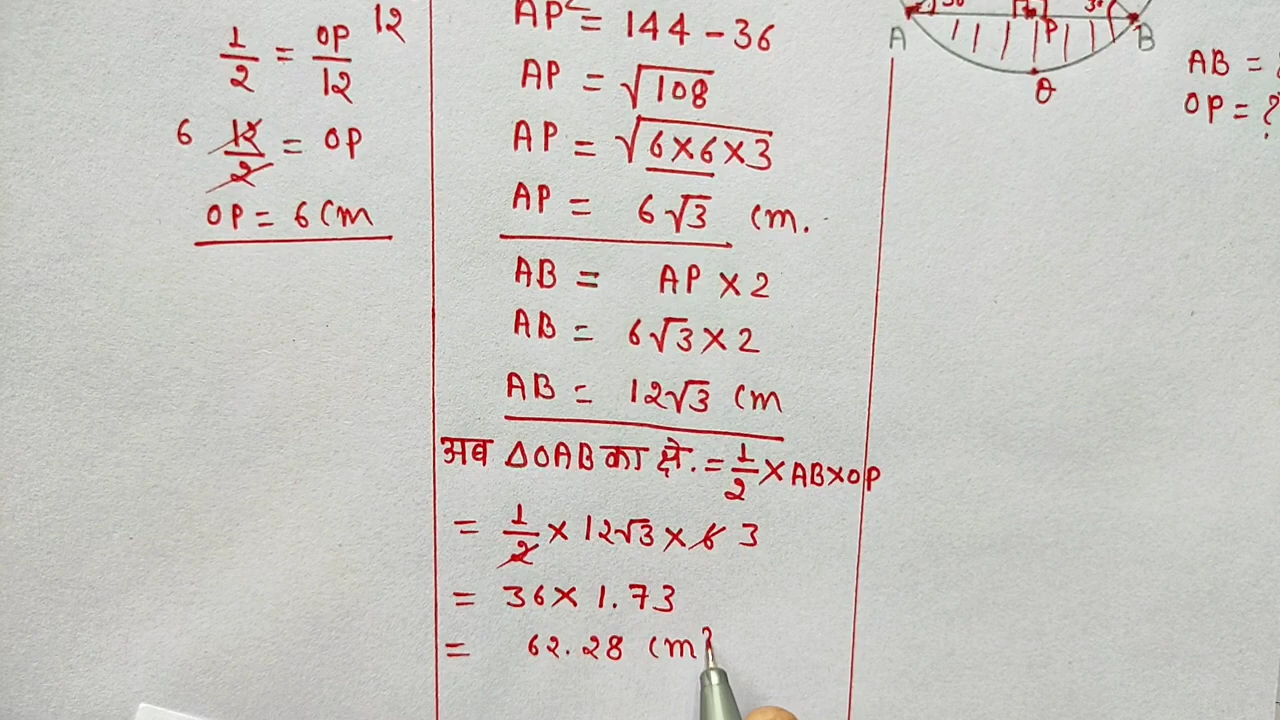 1/2 = OP/12 12
6 12/2 = OP
OP = 6 cm
AP² = 144 - 36
AP = √108
AP = √6×6×3
AP = 6√3 cm.
AB = AP × 2
AB = 6√3 × 2
AB = 12√3 cm
अब △OAB का क्षे. = 1/2 × AB × OP
= 1/2 × 12√3 × 6 3
= 36 × 1.73
= 62.28 cm²
A P B
Q
AB = ?
OP = ?